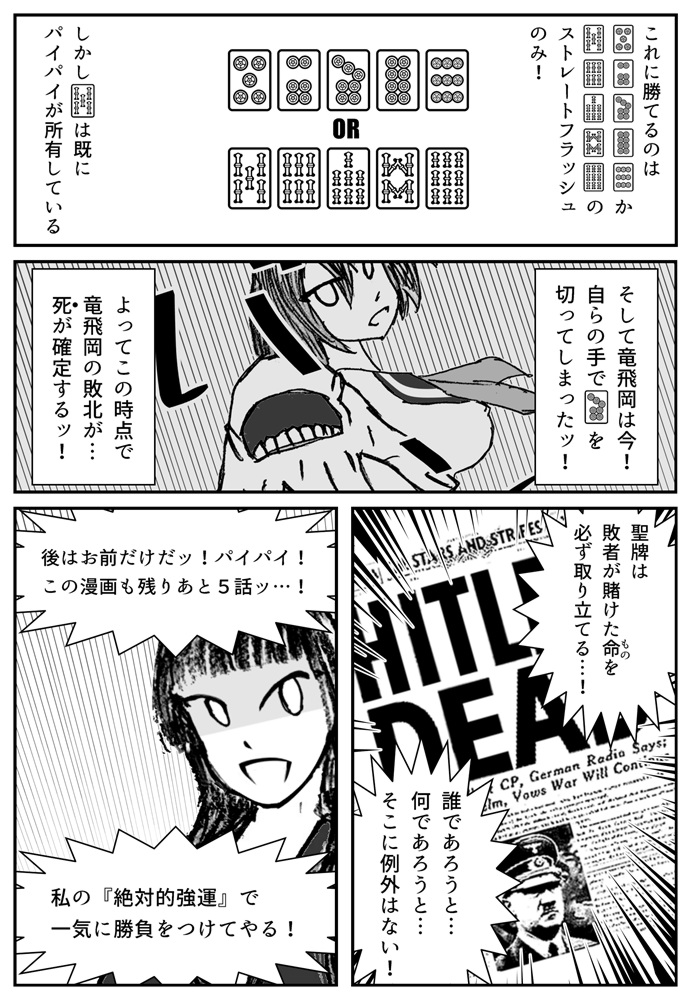 これに勝てるのは
か
の
ストレートフラッシュ
のみ！
OR
しかし は既に
パイパイが所有している
そして竜飛岡は今！
自らの手で を
切ってしまったッ！
よってこの時点で
竜飛岡の敗北が…
死が確定するッ！
聖牌は
敗者が賭けた命を
もの
必ず取り立てる…！
STARS AND STRIPES
HITLE
DEA
CP, German Radio Says;
Vows War Will Con
誰であろうと…
何であろうと…
そこに例外はない！
後はお前だけだッ！パイパイ！
この漫画も残りあと５話ッ…！
私の『絶対的強運』で
一気に勝負をつけてやる！